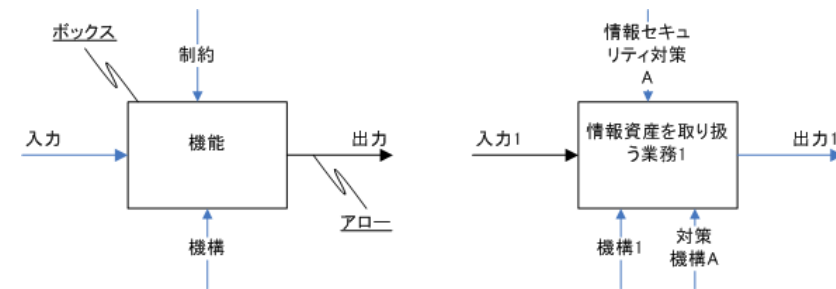 ボックス
制約
入力
機能
出力
アロー
機構
情報セキュ
リティ対策
A
入力1
情報資産を取り扱
う業務1
出力1
機構1
対策
機構A